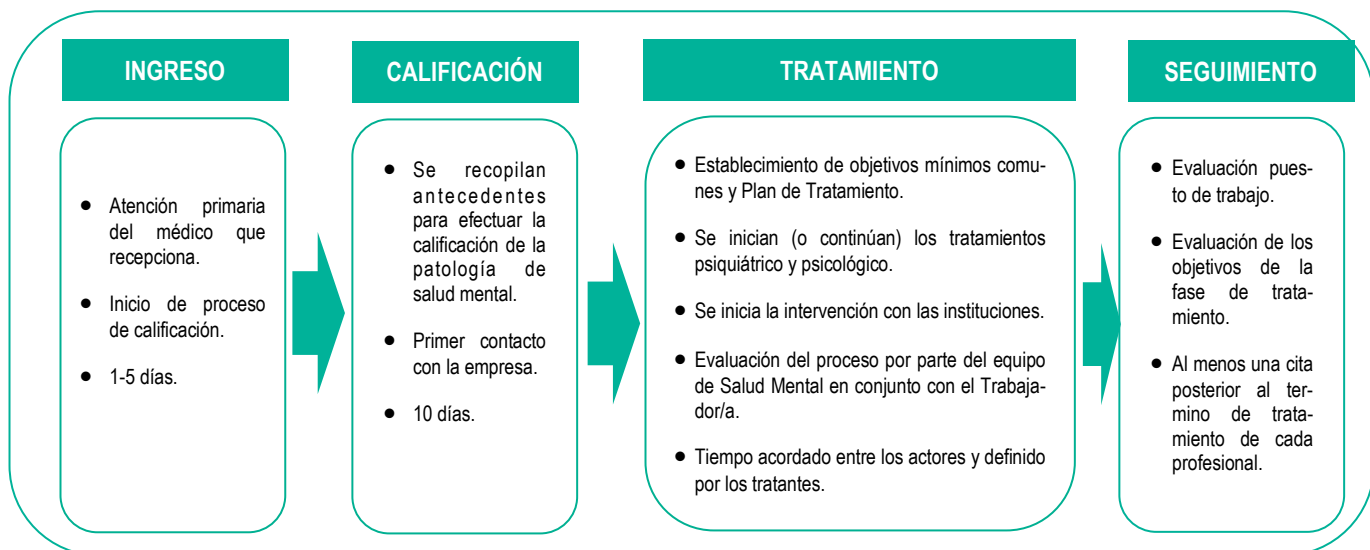 INGRESO
Atención primaria
del médico que
recepciona.
Inicio de proceso
de calificación.
1-5 días.
CALIFICACIÓN
Se recopilan
antecedentes
para efectuar la
calificación de la
patología de
salud mental.
Primer contacto
con la empresa.
10 días.
TRATAMIENTO
Establecimiento de objetivos mínimos comu-
nes y Plan de Tratamiento.
Se inician (o continúan) los tratamientos
psiquiátrico y psicológico.
Se inicia la intervención con las instituciones.
Evaluación del proceso por parte del equipo
de Salud Mental en conjunto con el Trabaja-
dor/a.
Tiempo acordado entre los actores y definido
por los tratantes.
SEGUIMIENTO
Evaluación pues-
to de trabajo.
Evaluación de los
objetivos de la
fase de trata-
miento.
Al menos una cita
posterior al ter-
mino de trata-
miento de cada
profesional.